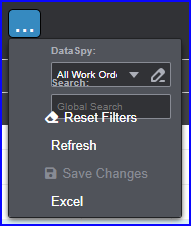 ...
DataSpy:
All Work Orde
Search:
Global Search
Reset Filters
Refresh
Save Changes
Excel